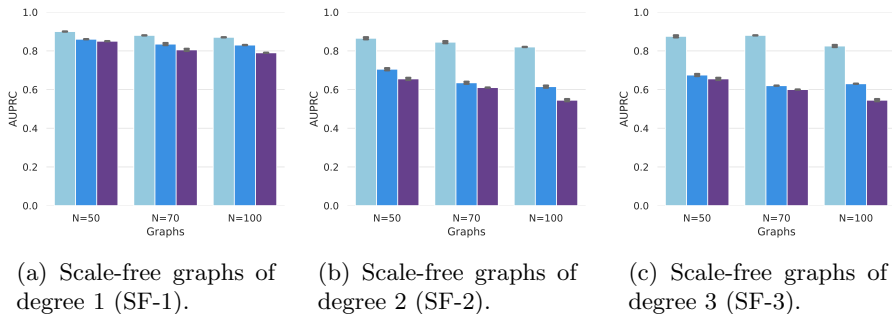 1.0
0.8
0.6
0.4
0.2
0.0
AUPRC
N=50 N=70 N=100
Graphs
(a) Scale-free graphs of
degree 1 (SF-1).
1.0
0.8
0.6
0.4
0.2
0.0
AUPRC
N=50 N=70 N=100
Graphs
(b) Scale-free graphs of
degree 2 (SF-2).
1.0
0.8
0.6
0.4
0.2
0.0
AUPRC
N=50 N=70 N=100
Graphs
(c) Scale-free graphs of
degree 3 (SF-3).